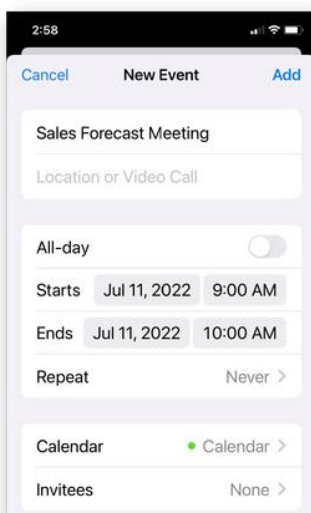 2:58
Cancel New Event Add
Sales Forecast Meeting
Location or Video Call
All-day
Starts Jul 11, 2022 9:00 AM
Ends Jul 11, 2022 10:00 AM
Repeat Never >
Calendar • Calendar >
Invitees None >